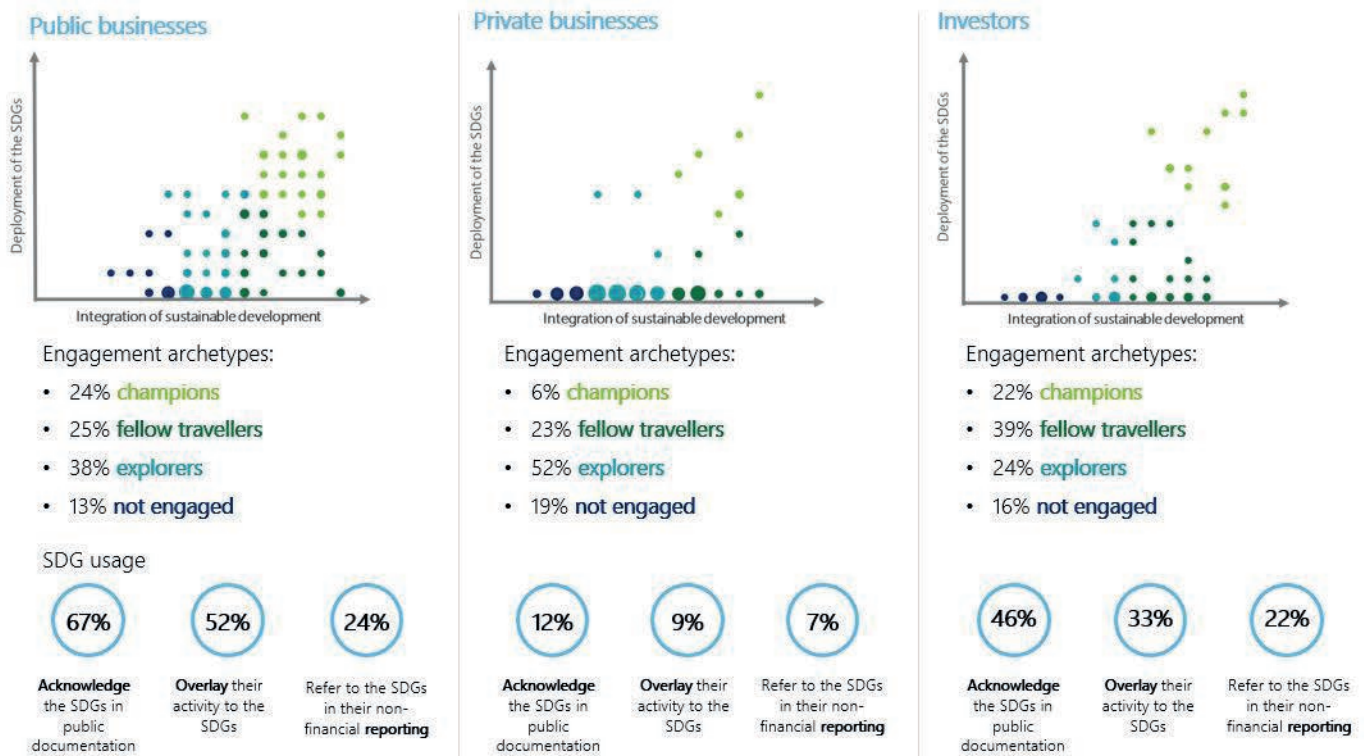 Public businesses
Deployment of the SDGs
Integration of sustainable development
Engagement archetypes:
• 24% champions
• 25% fellow travellers
• 38% explorers
• 13% not engaged
SDG usage
67%
52%
24%
Acknowledge
the SDGs in
public
documentation
Overlay their
activity to the
SDGs
Refer to the SDGs
in their non-
financial reporting
Private businesses
Deployment of the SDGs
Integration of sustainable development
Engagement archetypes:
• 6% champions
• 23% fellow travellers
• 52% explorers
• 19% not engaged
12%
9%
7%
Acknowledge
the SDGs in
public
documentation
Overlay their
activity to the
SDGs
Refer to the SDGs
in their non-
financial reporting
Investors
Deployment of the SDGs
Integration of sustainable development
Engagement archetypes:
• 22% champions
• 39% fellow travellers
• 24% explorers
• 16% not engaged
46%
33%
22%
Acknowledge
the SDGs in
public
documentation
Overlay their
activity to the
SDGs
Refer to the SDGs
in their non-
financial reporting